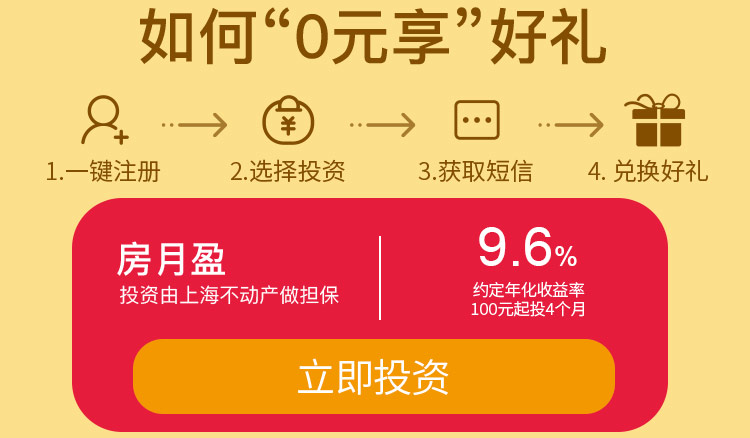 如何“0元享”好礼
¥
1.一键注册 2.选择投资 3.获取短信 4. 兑换好礼
房月盈
投资由上海不动产做担保
9.6%
约定年化收益率
100元起投4个月
立即投资